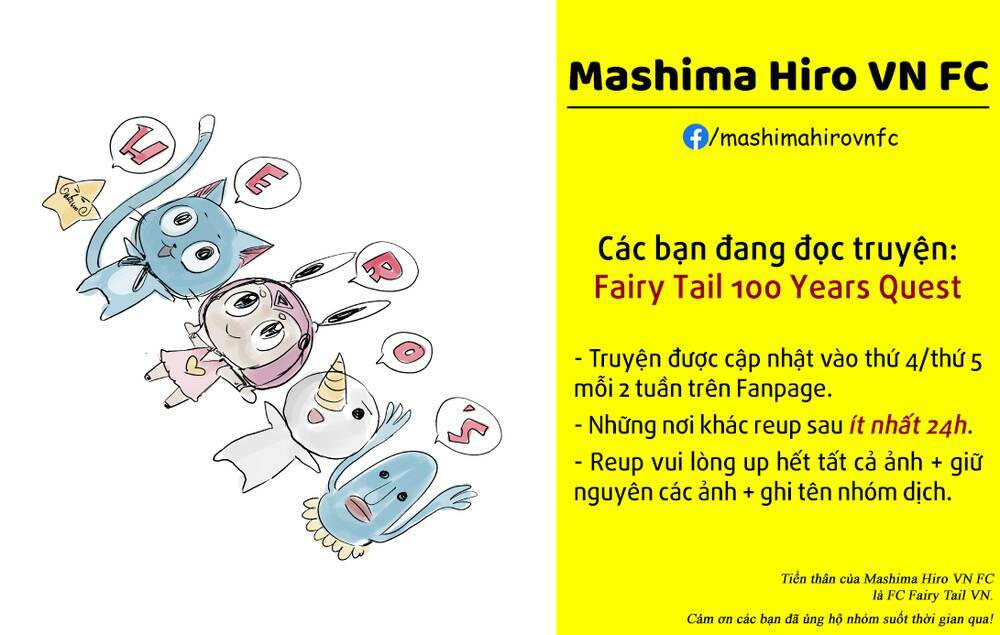 H
E
R
O
'S
Mashima Hiro VN FC
/mashimahirovnfc
Các bạn đang đọc truyện:
Fairy Tail 100 Years Quest
- Truyện được cập nhật vào thứ 4/thứ 5
mỗi 2 tuần trên Fanpage.
- Những nơi khác reup sau ít nhất 24h.
- Reup vui lòng up hết tất cả ảnh + giữ
nguyên các ảnh + ghi tên nhóm dịch.
Tiền thân của Mashima Hiro VN FC
là FC Fairy Tail VN.
Cảm ơn các bạn đã ủng hộ nhóm suốt thời gian qua!